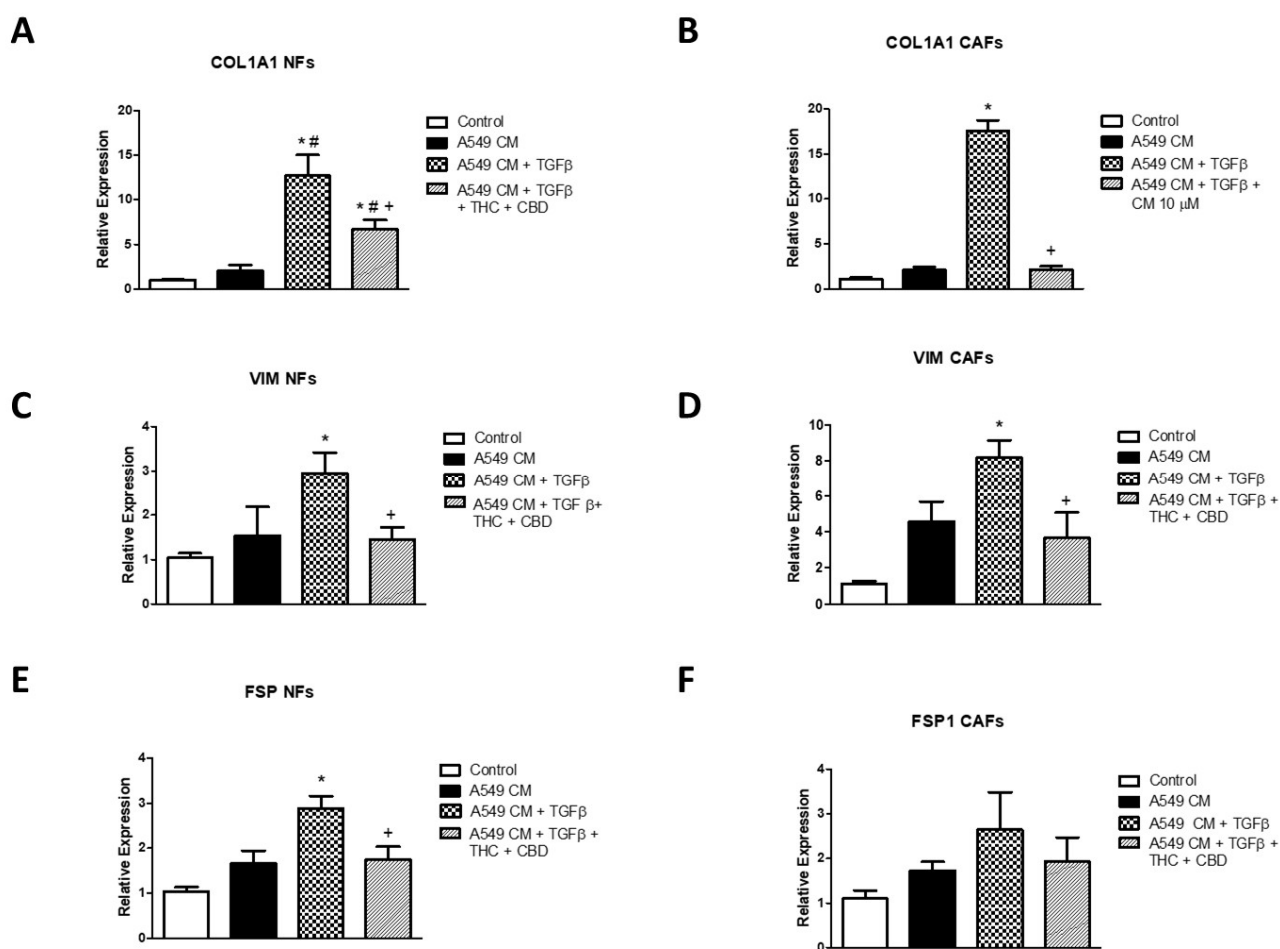 A
COL1A1 NFs
Relative Expression
20
15
10
5
0
* #
* # +
Control
A549 CM
A549 CM + TGFβ
A549 CM + TGFβ
+ THC + CBD
B
COL1A1 CAFs
Relative Expression
20
15
10
5
0
*
+
Control
A549 CM
A549 CM + TGFβ
A549 CM + TGFβ +
CM 10 µM
C
VIM NFs
Relative Expression
4
3
2
1
0
*
+
Control
A549 CM
A549 CM + TGFβ
A549 CM + TGF β+
THC + CBD
D
VIM CAFs
Relative Expression
10
8
6
4
2
0
*
+
Control
A549 CM
A549 CM + TGFβ
A549 CM + TGFβ +
THC + CBD
E
FSP NFs
Relative Expression
4
3
2
1
0
*
+
Control
A549 CM
A549 CM + TGFβ
A549 CM + TGFβ +
THC + CBD
F
FSP1 CAFs
Relative Expression
4
3
2
1
0
Control
A549 CM
A549 CM + TGFβ
A549 CM + TGFβ +
THC + CBD